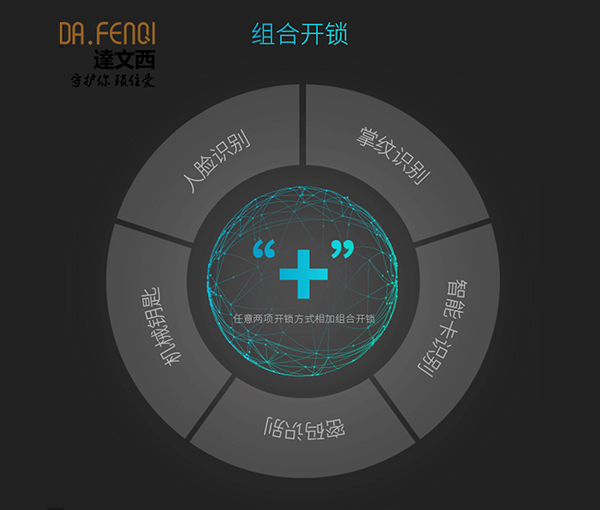 DA.FENQI
達文西
守护你 锁住爱
组合开锁
人脸识别
掌纹识别
智能卡识别
密码识别
机械钥匙
“+”
任意两项开锁方式相加组合开锁